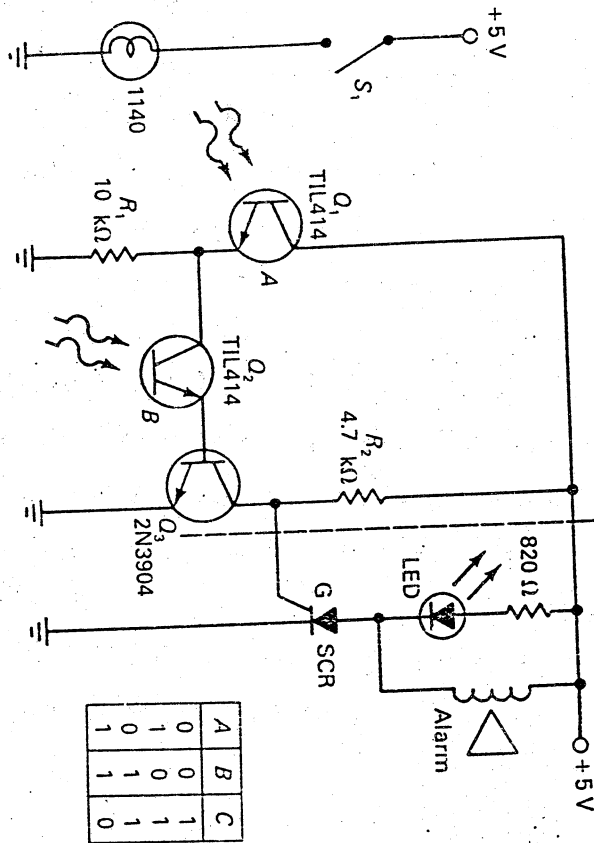 +5 V
S₁
1140
Q₁
TIL414
A
R₁
10 kΩ
Q₂
TIL414
B
R₂
4.7 kΩ
Q₃
2N3904
820 Ω
LED
G
SCR
Alarm
+5 V
A B C
0 0 1
1 0 1
0 1 1
1 1 0